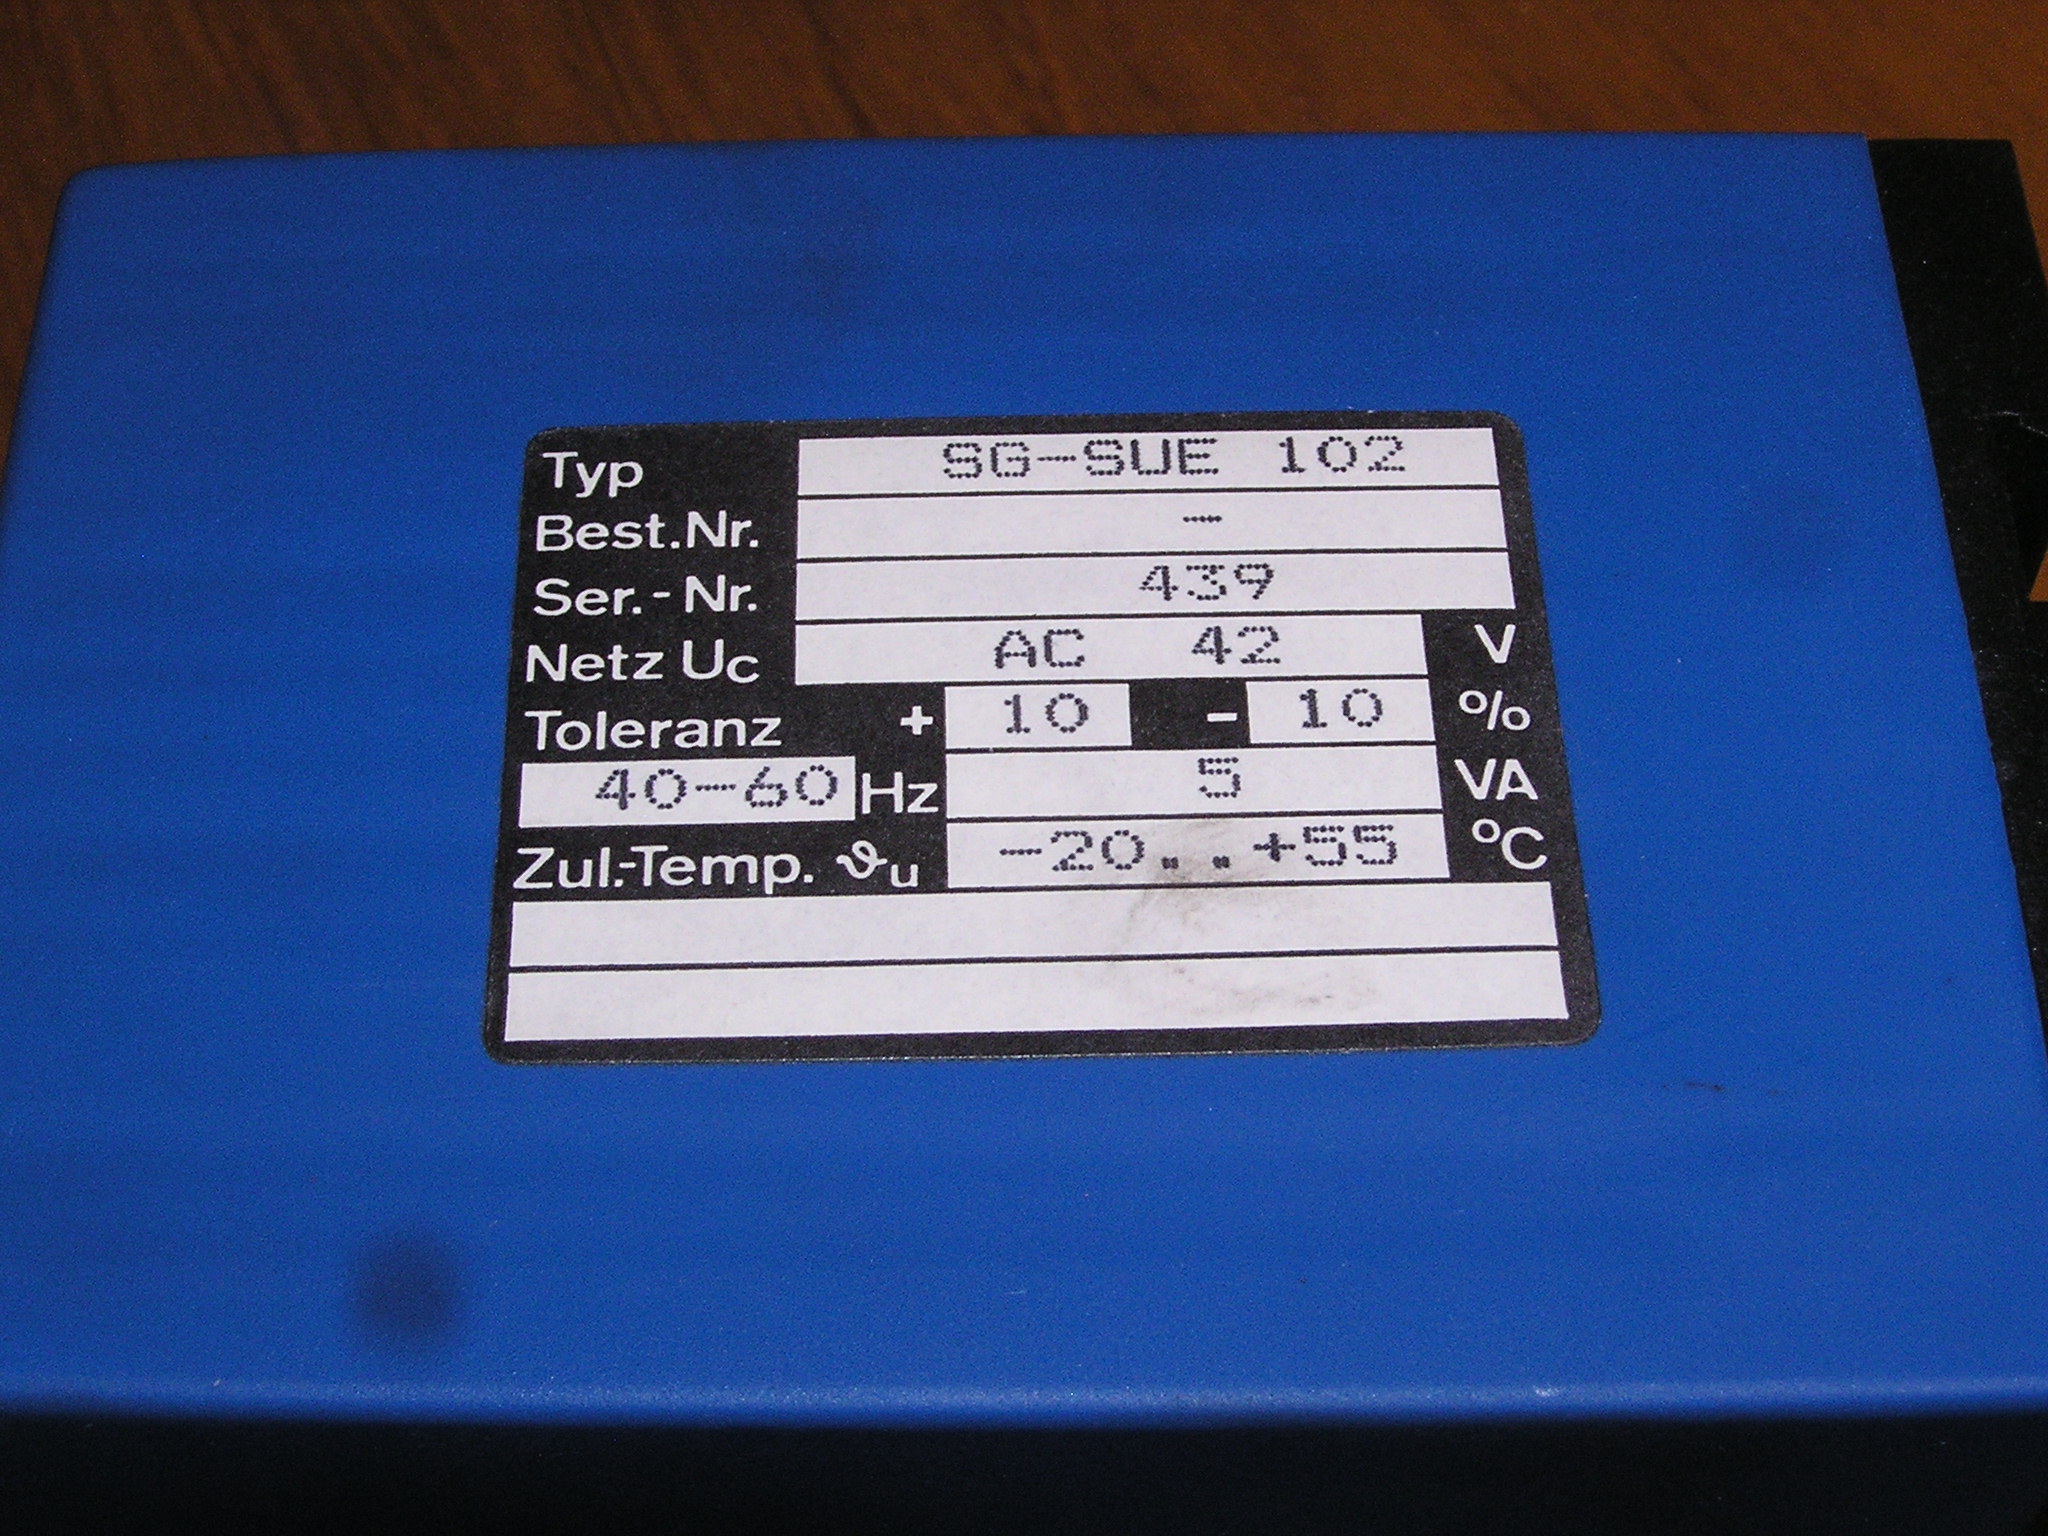 Typ SG-SUE 102
Best.Nr. -
Ser.-Nr. 439
Netz Uc AC 42 V
Toleranz + 10 - 10 %
40-60 Hz 5 VA
Zul.-Temp. ϑu -20..+55 °C